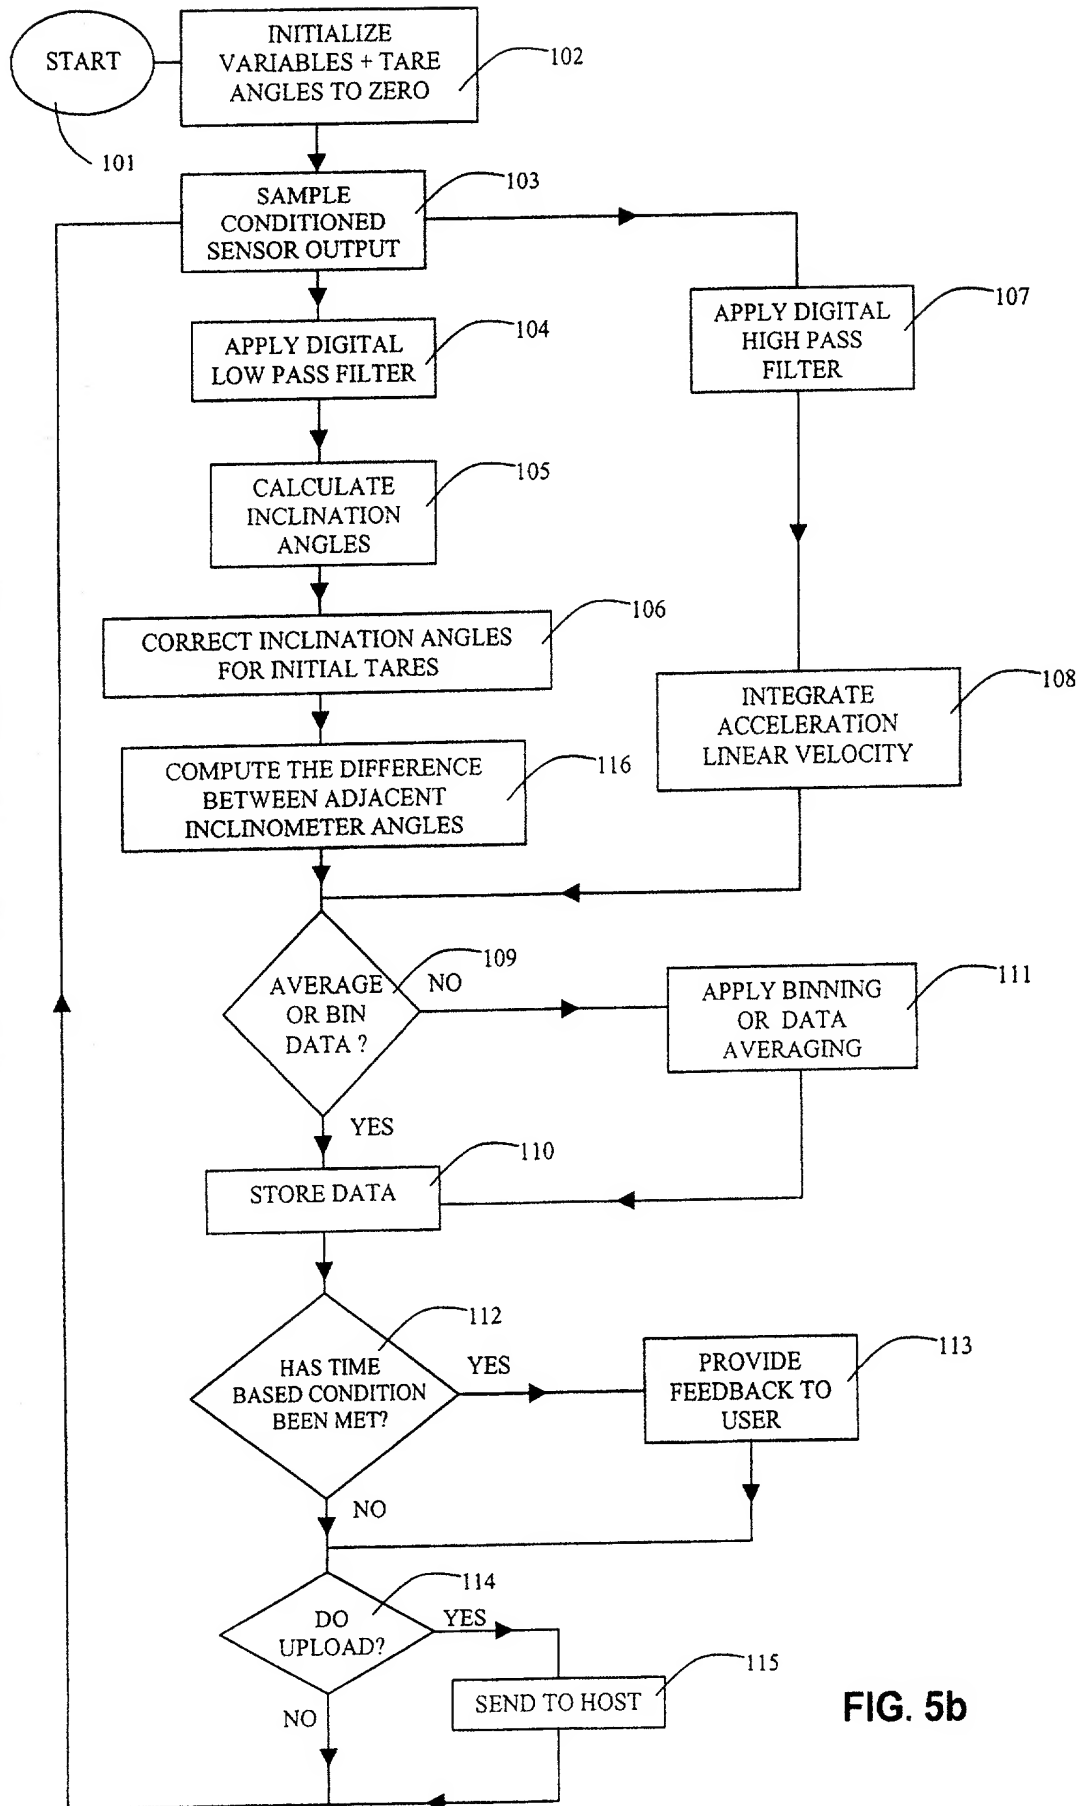 START
INITIALIZE
VARIABLES + TARE
ANGLES TO ZERO
102
101
SAMPLE
CONDITIONED
SENSOR OUTPUT
103
APPLY DIGITAL
LOW PASS FILTER
104
APPLY DIGITAL
HIGH PASS
FILTER
107
CALCULATE
INCLINATION
ANGLES
105
CORRECT INCLINATION ANGLES
FOR INITIAL TARES
106
INTEGRATE
ACCELERATION
LINEAR VELOCITY
108
COMPUTE THE DIFFERENCE
BETWEEN ADJACENT
INCLINOMETER ANGLES
116
AVERAGE
OR BIN
DATA ?
109
NO
APPLY BINNING
OR DATA
AVERAGING
111
YES
STORE DATA
110
HAS TIME
BASED CONDITION
BEEN MET?
112
YES
PROVIDE
FEEDBACK TO
USER
113
NO
DO
UPLOAD?
114
YES
SEND TO HOST
115
NO
FIG. 5b